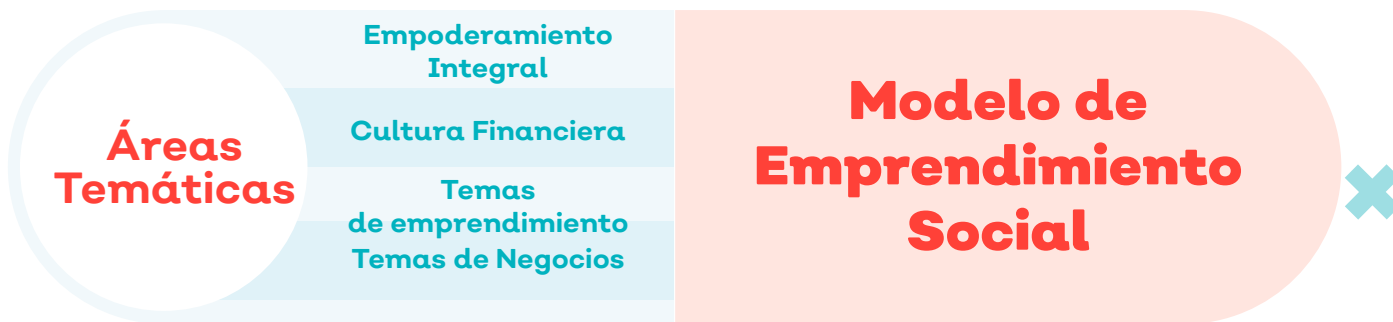 Áreas
Temáticas
Empoderamiento
Integral
Cultura Financiera
Temas
de emprendimiento
Temas de Negocios
Modelo de
Emprendimiento
Social